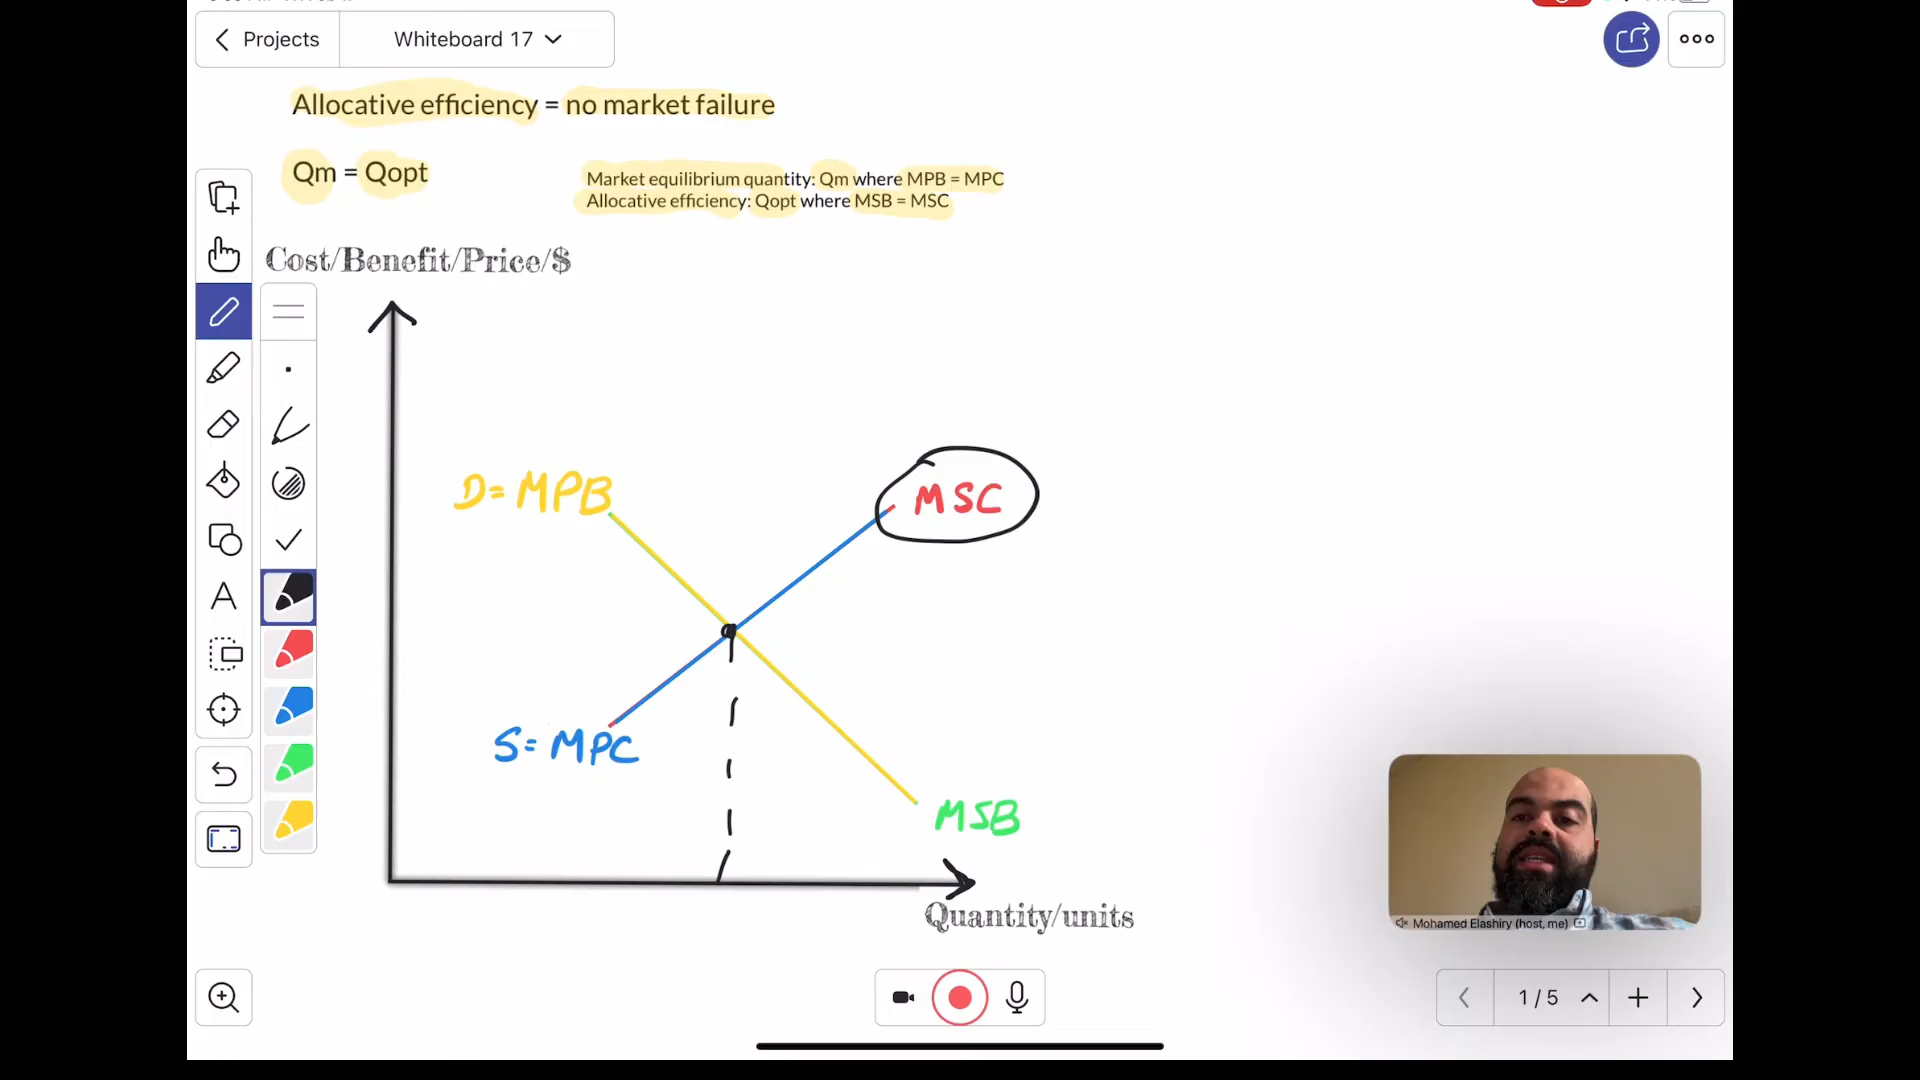 Projects
Whiteboard 17
Allocative efficiency = no market failure
Qm = Qopt
Market equilibrium quantity: Qm where MPB = MPC
Allocative efficiency: Qopt where MSB = MSC
Cost/Benefit/Price/$
D= MPB
MSC
S= MPC
MSB
Quantity/units
Mohamed Elashiry (host, me)
1 / 5